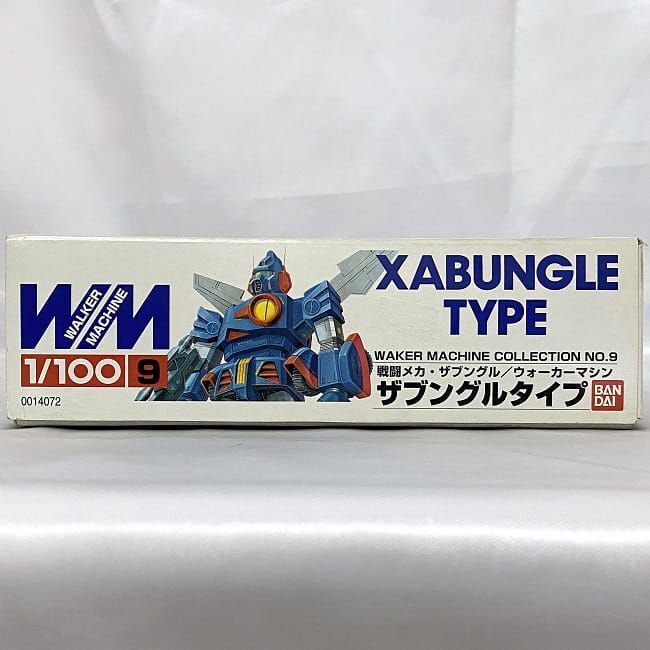 WM
WALKER
MACHINE
1/100 9
0014072
XABUNGLE
TYPE
WAKER MACHINE COLLECTION NO.9
戦闘メカ・ザブングル/ウォーカーマシン
ザブングルタイプ
BAN
DAI